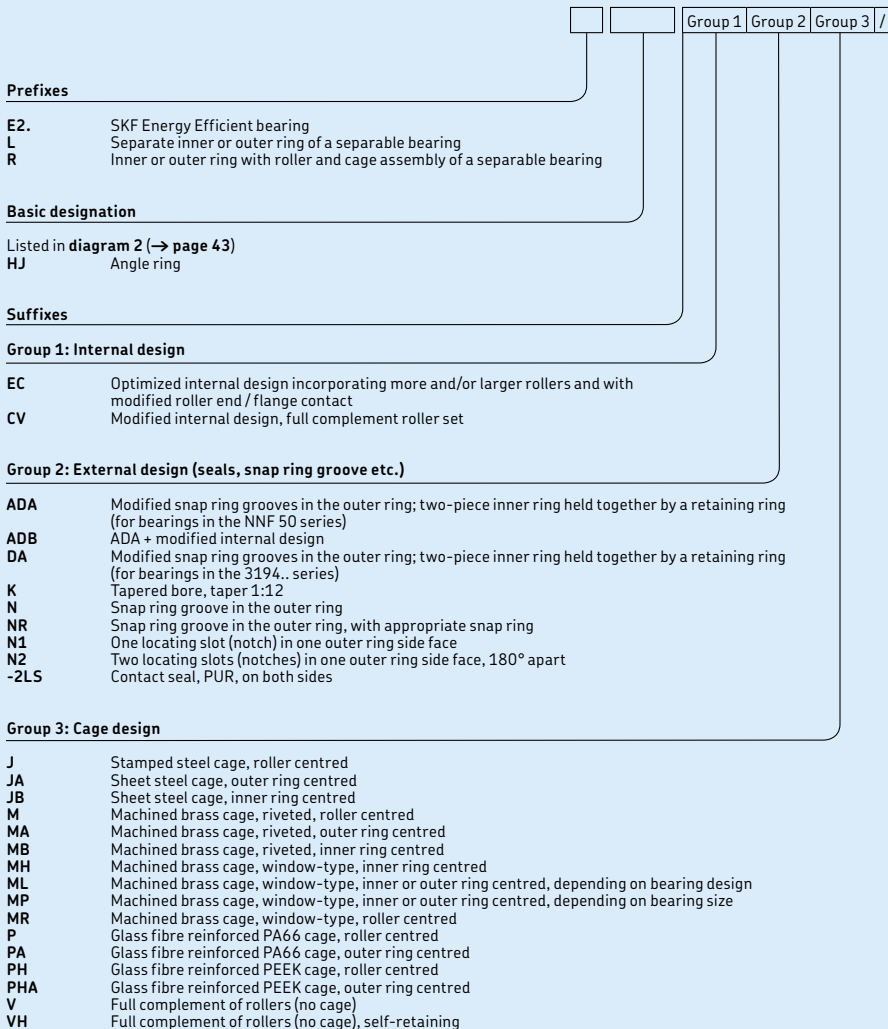 Group 1 Group 2 Group 3 /
Prefixes
E2. SKF Energy Efficient bearing
L Separate inner or outer ring of a separable bearing
R Inner or outer ring with roller and cage assembly of a separable bearing
Basic designation
Listed in diagram 2 (→ page 43)
HJ Angle ring
Suffixes
Group 1: Internal design
EC Optimized internal design incorporating more and/or larger rollers and with
modified roller end / flange contact
CV Modified internal design, full complement roller set
Group 2: External design (seals, snap ring groove etc.)
ADA Modified snap ring grooves in the outer ring; two-piece inner ring held together by a retaining ring
(for bearings in the NNF 50 series)
ADB ADA + modified internal design
DA Modified snap ring grooves in the outer ring; two-piece inner ring held together by a retaining ring
(for bearings in the 3194.. series)
K Tapered bore, taper 1:12
N Snap ring groove in the outer ring
NR Snap ring groove in the outer ring, with appropriate snap ring
N1 One locating slot (notch) in one outer ring side face
N2 Two locating slots (notches) in one outer ring side face, 180° apart
-2LS Contact seal, PUR, on both sides
Group 3: Cage design
J Stamped steel cage, roller centred
JA Sheet steel cage, outer ring centred
JB Sheet steel cage, inner ring centred
M Machined brass cage, riveted, roller centred
MA Machined brass cage, riveted, outer ring centred
MB Machined brass cage, riveted, inner ring centred
MH Machined brass cage, window-type, inner ring centred
ML Machined brass cage, window-type, inner or outer ring centred, depending on bearing design
MP Machined brass cage, window-type, inner or outer ring centred, depending on bearing size
MR Machined brass cage, window-type, roller centred
P Glass fibre reinforced PA66 cage, roller centred
PA Glass fibre reinforced PA66 cage, outer ring centred
PH Glass fibre reinforced PEEK cage, roller centred
PHA Glass fibre reinforced PEEK cage, outer ring centred
V Full complement of rollers (no cage)
VH Full complement of rollers (no cage), self-retaining